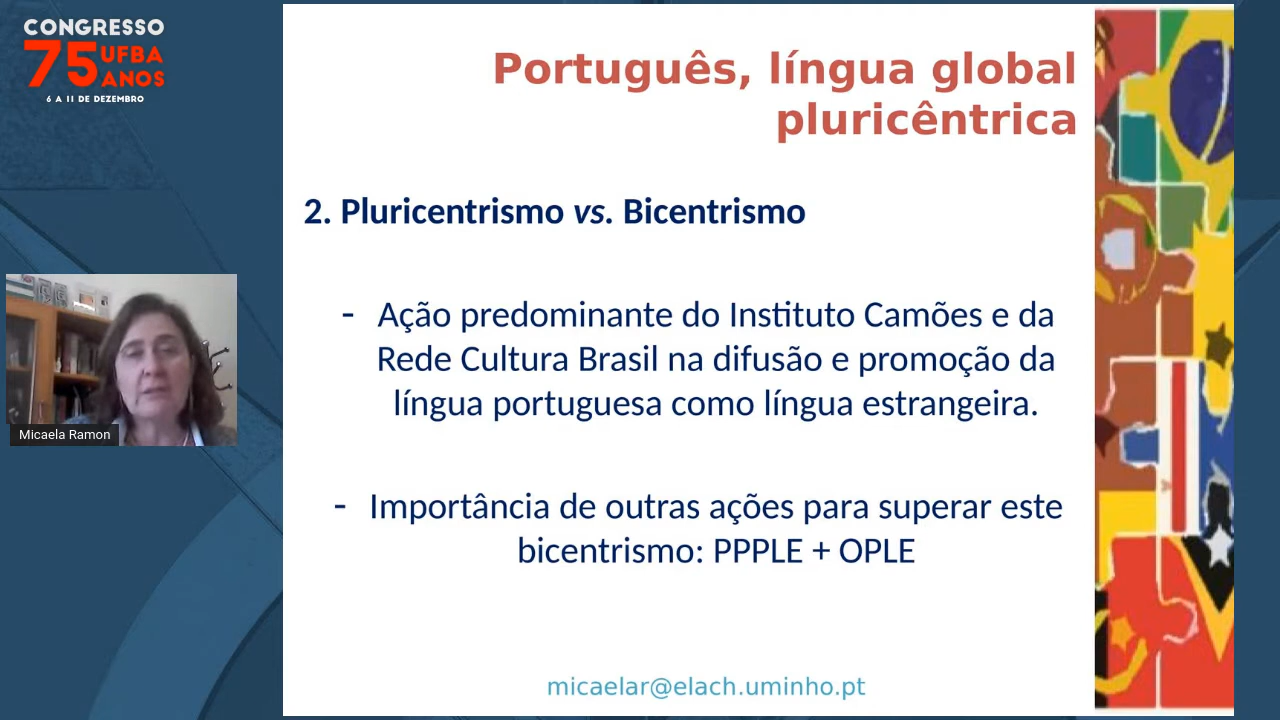 CONGRESSO
75 UFBA
ANOS
6 A 11 DE DEZEMBRO
Português, língua global
pluricêntrica
2. Pluricentrismo vs. Bicentrismo
- Ação predominante do Instituto Camões e da
Rede Cultura Brasil na difusão e promoção da
língua portuguesa como língua estrangeira.
Micaela Ramon
- Importância de outras ações para superar este
bicentrismo: PPPLE + OPLE
micaelar@elach.uminho.pt